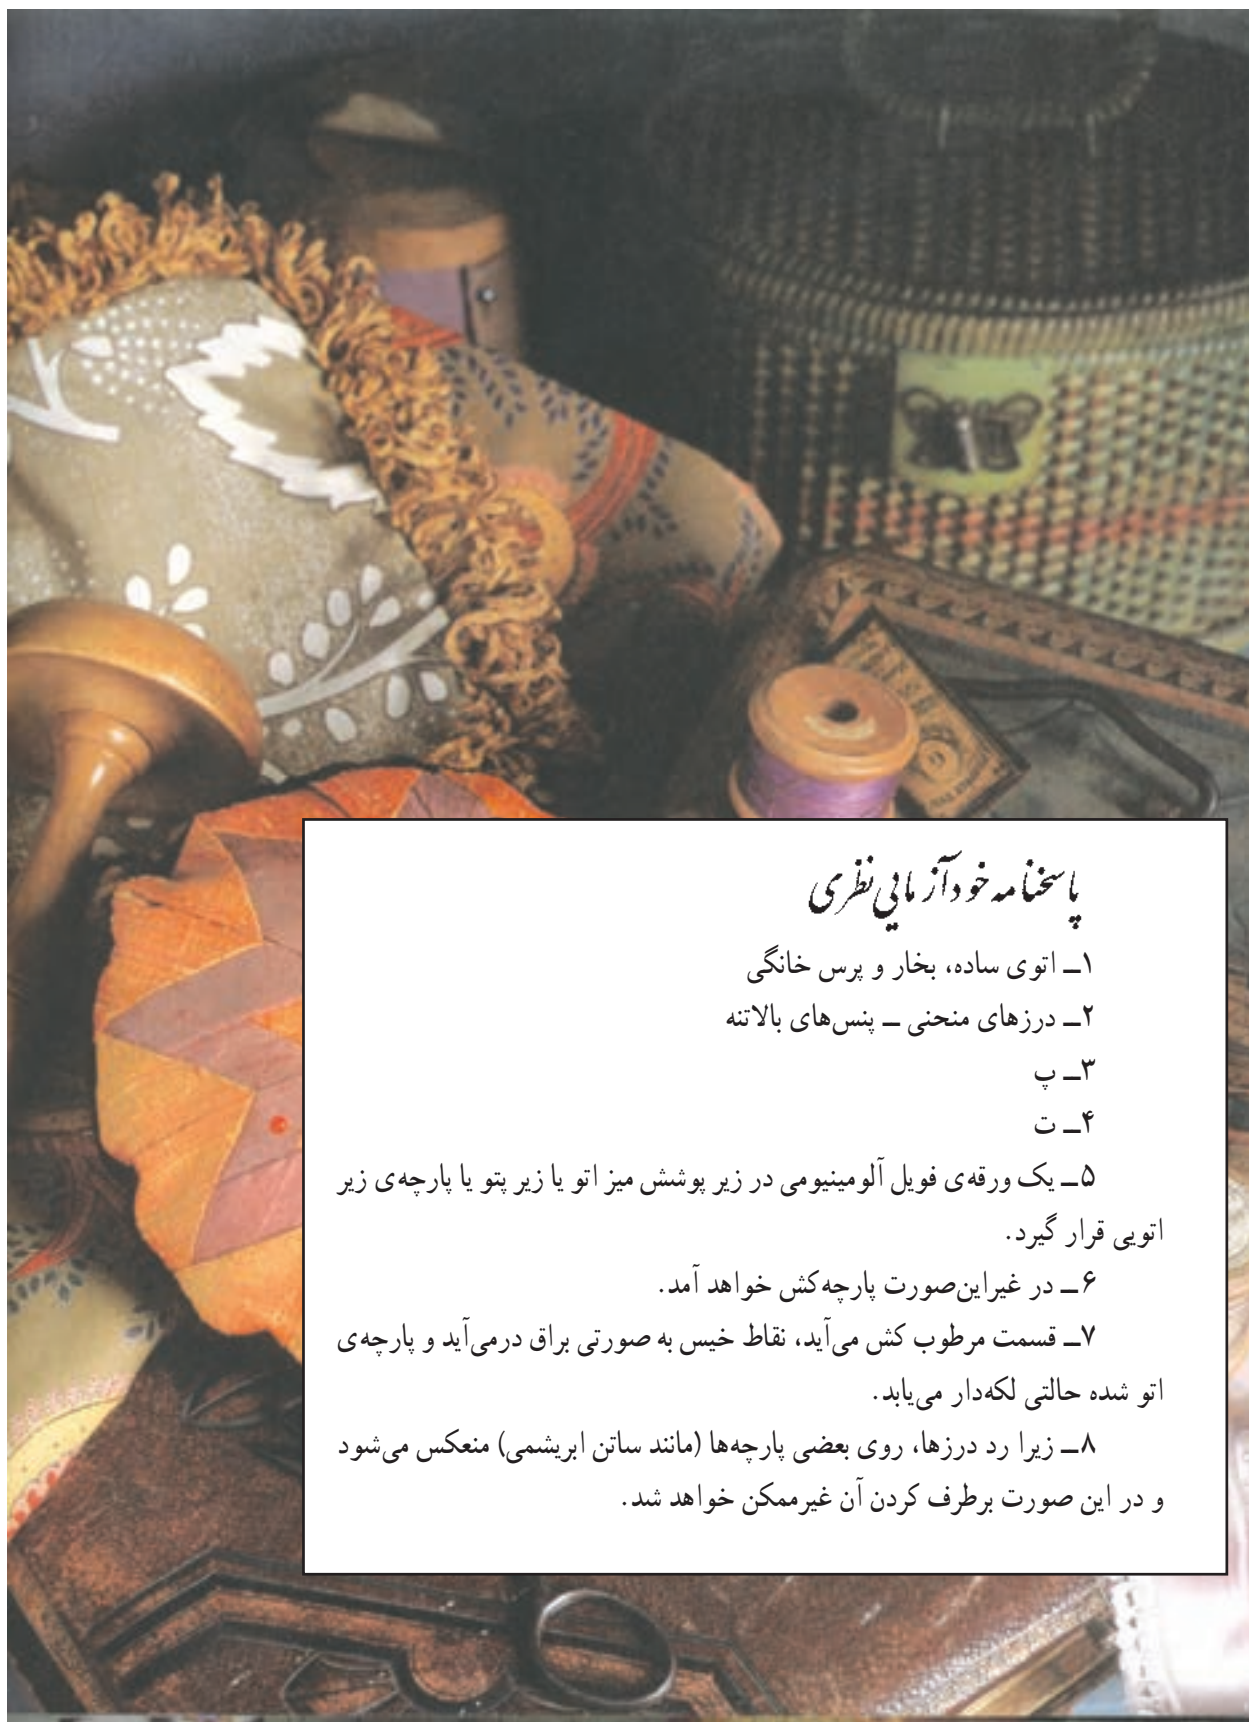 پاسخنامه خودآزمایی نظری
۱ــ اتوی ساده، بخار و پرس خانگی
۲ــ درزهای منحنی ــ پنس‌های بالاتنه
۳ــ پ
۴ــ ت
۵ــ یک ورقه‌ی فویل آلومینیومی در زیر پوشش میز اتو یا زیر پتو یا پارچه‌ی زیر
اتویی قرار گیرد.
۶ــ در غیراین‌صورت پارچه‌کش خواهد آمد.
۷ــ قسمت مرطوب کش می‌آید، نقاط خیس به صورتی براق درمی‌آید و پارچه‌ی
اتو شده حالتی لکه‌دار می‌یابد.
۸ــ زیرا رد درزها، روی بعضی پارچه‌ها (مانند ساتن ابریشمی) منعکس می‌شود
و در این صورت برطرف کردن آن غیرممکن خواهد شد.